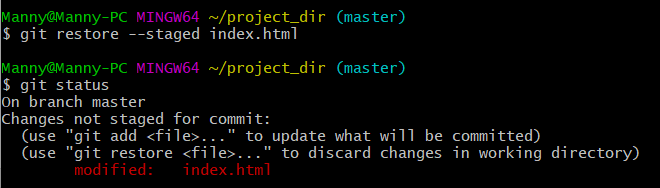 Manny@Manny-PC MINGW64 ~/project_dir (master)
$ git restore --staged index.html
Manny@Manny-PC MINGW64 ~/project_dir (master)
$ git status
On branch master
Changes not staged for commit:
  (use "git add <file>..." to update what will be committed)
  (use "git restore <file>..." to discard changes in working directory)
        modified:   index.html